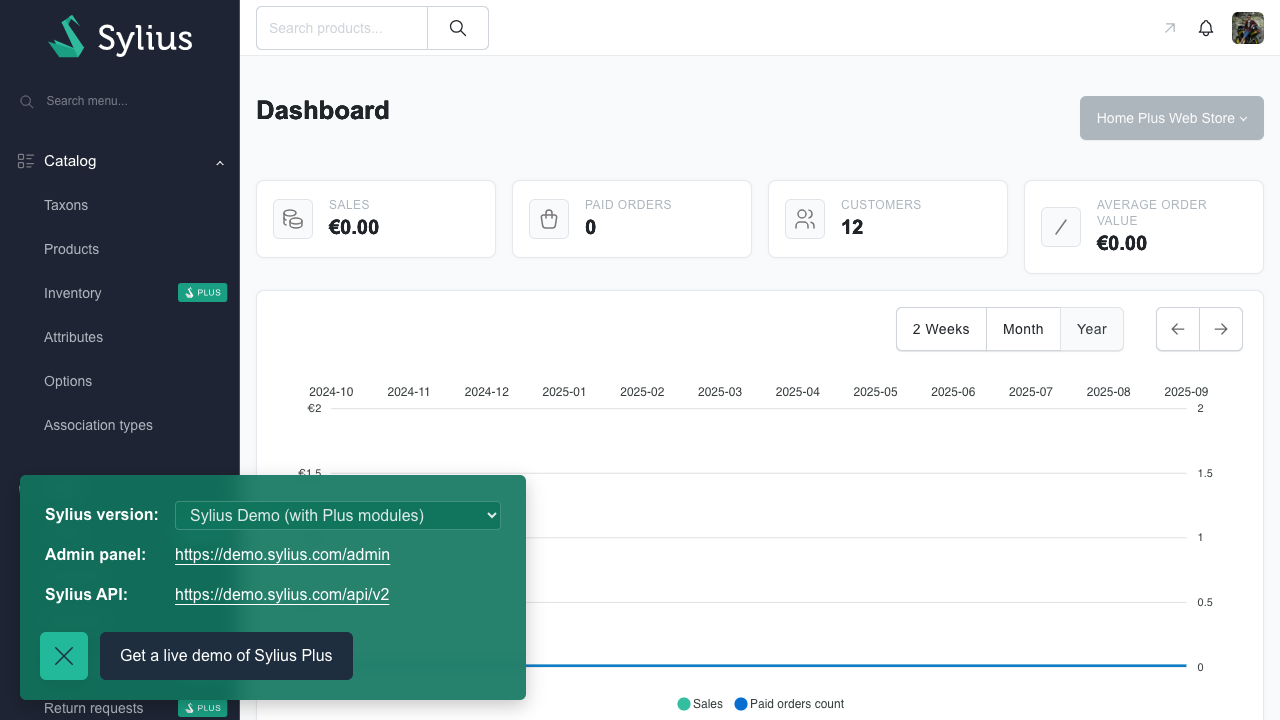 Sylius
Search menu...
Catalog
Taxons
Products
Inventory
PLUS
Attributes
Options
Association types
Search products...
Dashboard
Home Plus Web Store
SALES
€0.00
PAID ORDERS
0
CUSTOMERS
12
AVERAGE ORDER
VALUE
€0.00
2 Weeks
Month
Year
2024-10 2024-11 2024-12 2025-01 2025-02 2025-03 2025-04 2025-05 2025-06 2025-07 2025-08 2025-09
€2
2
€1.5
1.5
1
0.5
0
Sales
Paid orders count
Sylius version:
Sylius Demo (with Plus modules)
Admin panel:
https://demo.sylius.com/admin
Sylius API:
https://demo.sylius.com/api/v2
Get a live demo of Sylius Plus
Return requests
PLUS